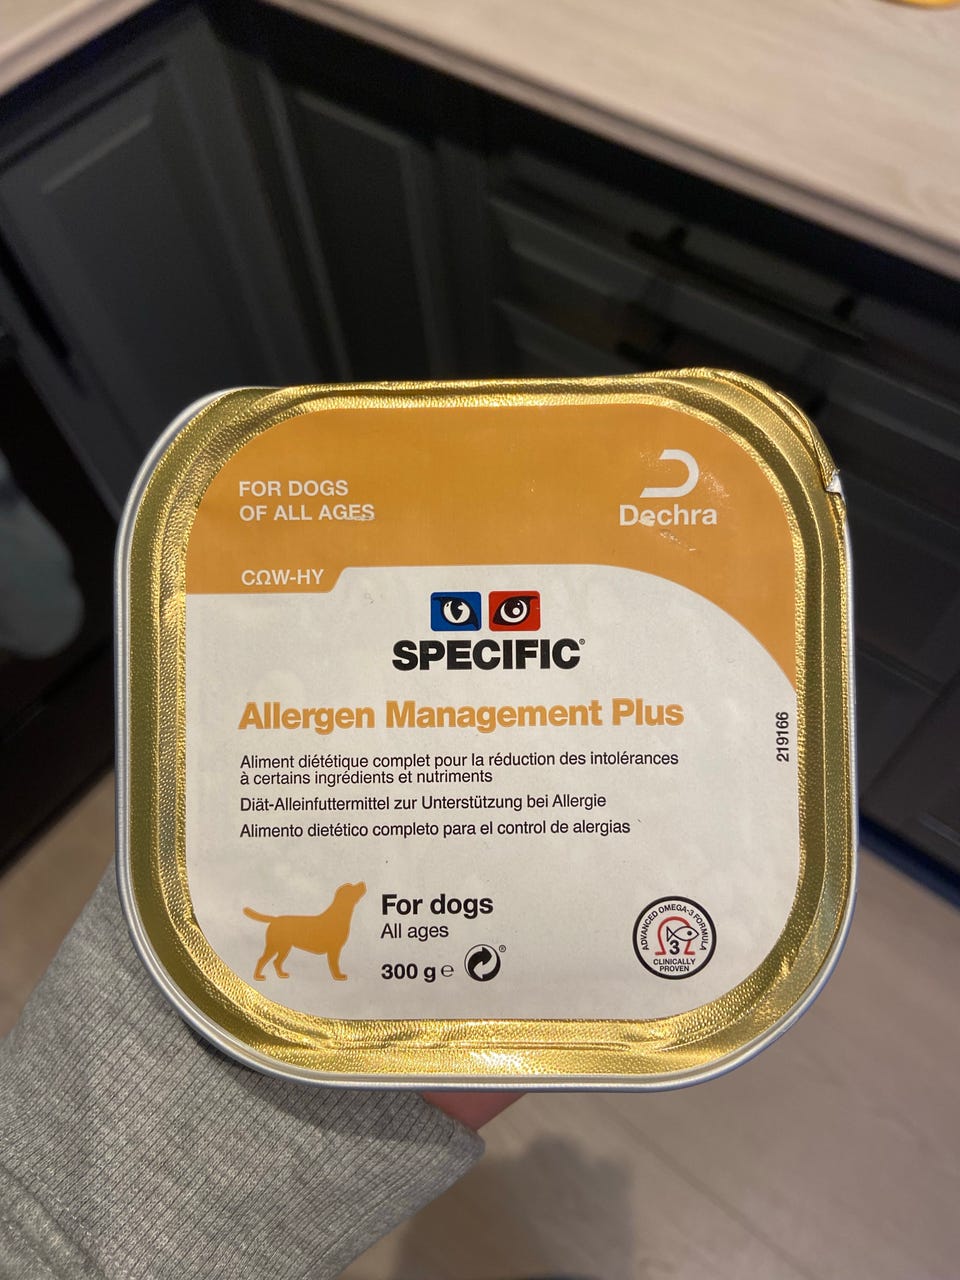 FOR DOGS
OF ALL AGES
Dechra
CΩW-HY
SPECIFIC®
Allergen Management Plus
Aliment diététique complet pour la réduction des intolérances
à certains ingrédients et nutriments
Diät-Alleinfuttermittel zur Unterstützung bei Allergie
Alimento dietético completo para el control de alergias
219166
For dogs
All ages
300 g ℮
®
ADVANCED OMEGA-3 FORMULA
3
CLINICALLY
PROVEN